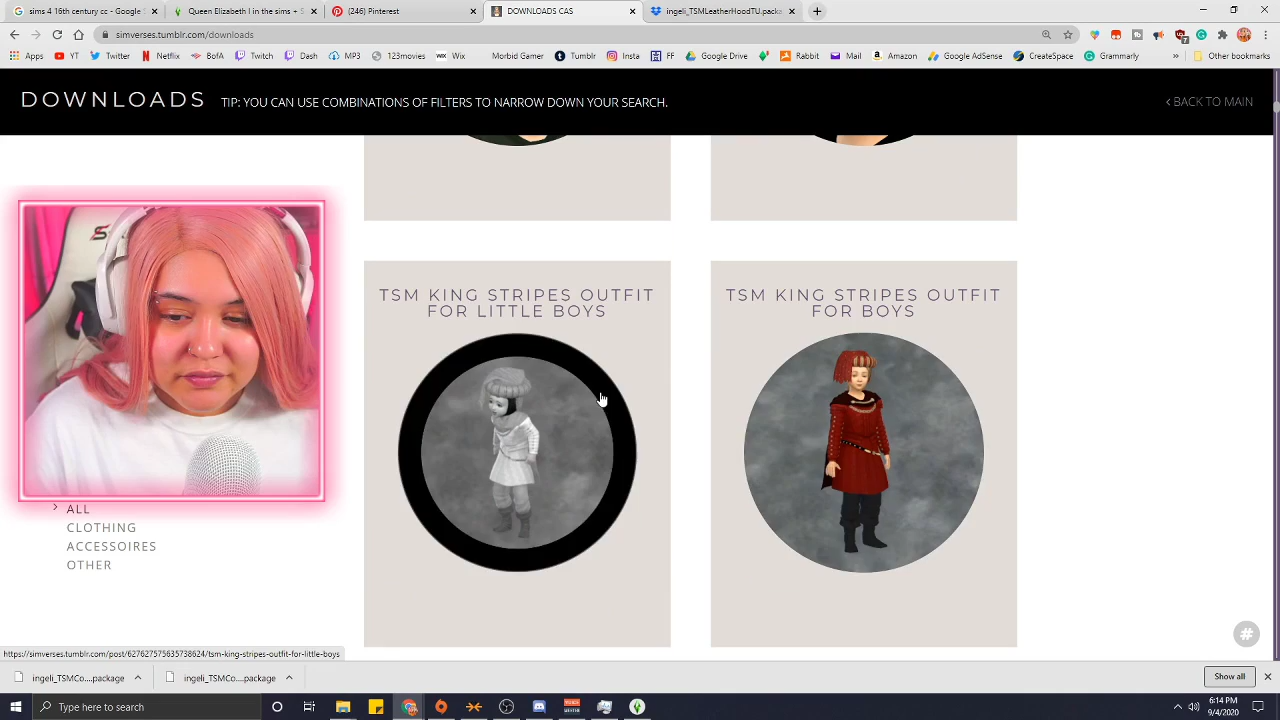 sims 4 16th century cc - Google S
Queen Elizabeth I in the sims + S
(246) Pinterest
DOWNLOADS CAS
ingeli_TSMLeatherHoodTU.packa
simverses.tumblr.com/downloads
Apps YT Twitter Netflix BofA Twitch Dash MP3 123movies Wix Morbid Gamer Tumblr Insta FF Google Drive Rabbit Mail Amazon Google AdSense CreateSpace Grammarly » Other bookmarks
DOWNLOADS TIP: YOU CAN USE COMBINATIONS OF FILTERS TO NARROW DOWN YOUR SEARCH. BACK TO MAIN
TSM KING STRIPES OUTFIT
FOR LITTLE BOYS
TSM KING STRIPES OUTFIT
FOR BOYS
ALL
CLOTHING
ACCESSOIRES
OTHER
#
https://simverses.tumblr.com/post/627627575635738624/tsm-king-stripes-outfit-for-little-boys
ingeli_TSMCo....package
ingeli_TSMCo....package
Show all
Type here to search
6:14 PM
9/4/2020